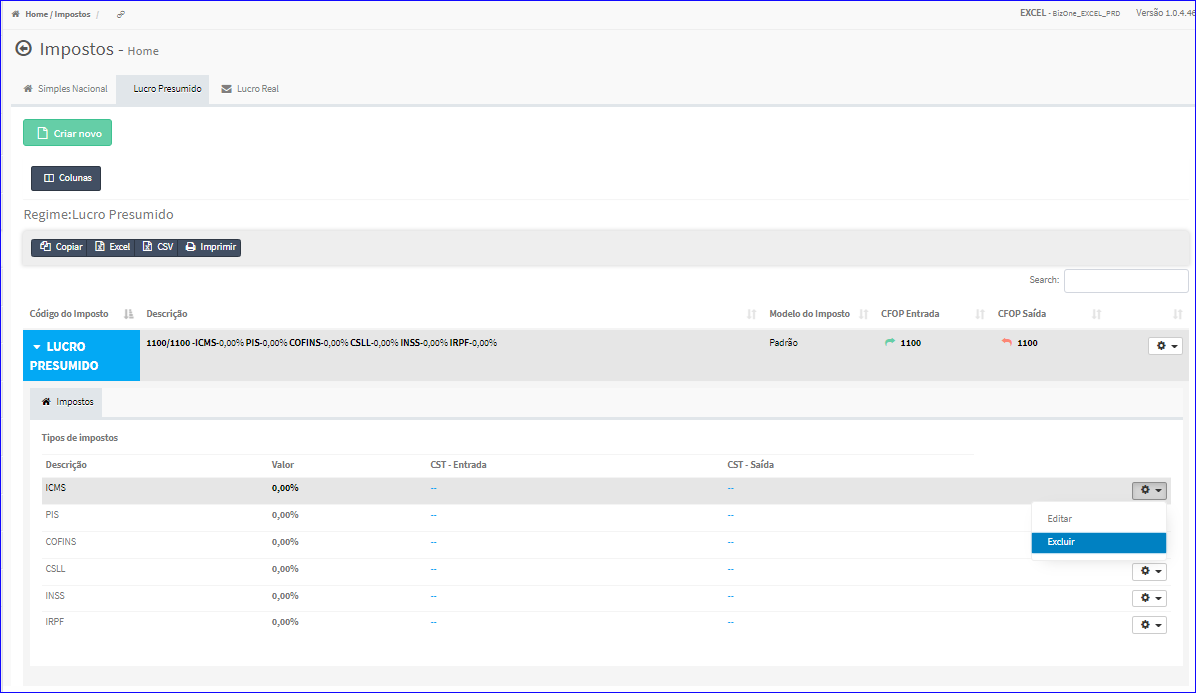 Home / Impostos /
EXCEL - BizOne_EXCEL_PRD Versão 1.0.4.46
Impostos - Home
Simples Nacional Lucro Presumido Lucro Real
Criar novo
Colunas
Regime:Lucro Presumido
Copiar Excel CSV Imprimir
Search:
Código do Imposto Descrição Modelo do Imposto CFOP Entrada CFOP Saída
LUCRO PRESUMIDO 1100/1100 -ICMS-0,00% PIS-0,00% COFINS-0,00% CSLL-0,00% INSS-0,00% IRPF-0,00% Padrão 1100 1100
Impostos
Tipos de impostos
Descrição Valor CST - Entrada CST - Saída
ICMS 0,00% -- --
PIS 0,00% -- --
Editar
COFINS 0,00% -- --
Excluir
CSLL 0,00% -- --
INSS 0,00% -- --
IRPF 0,00% -- --